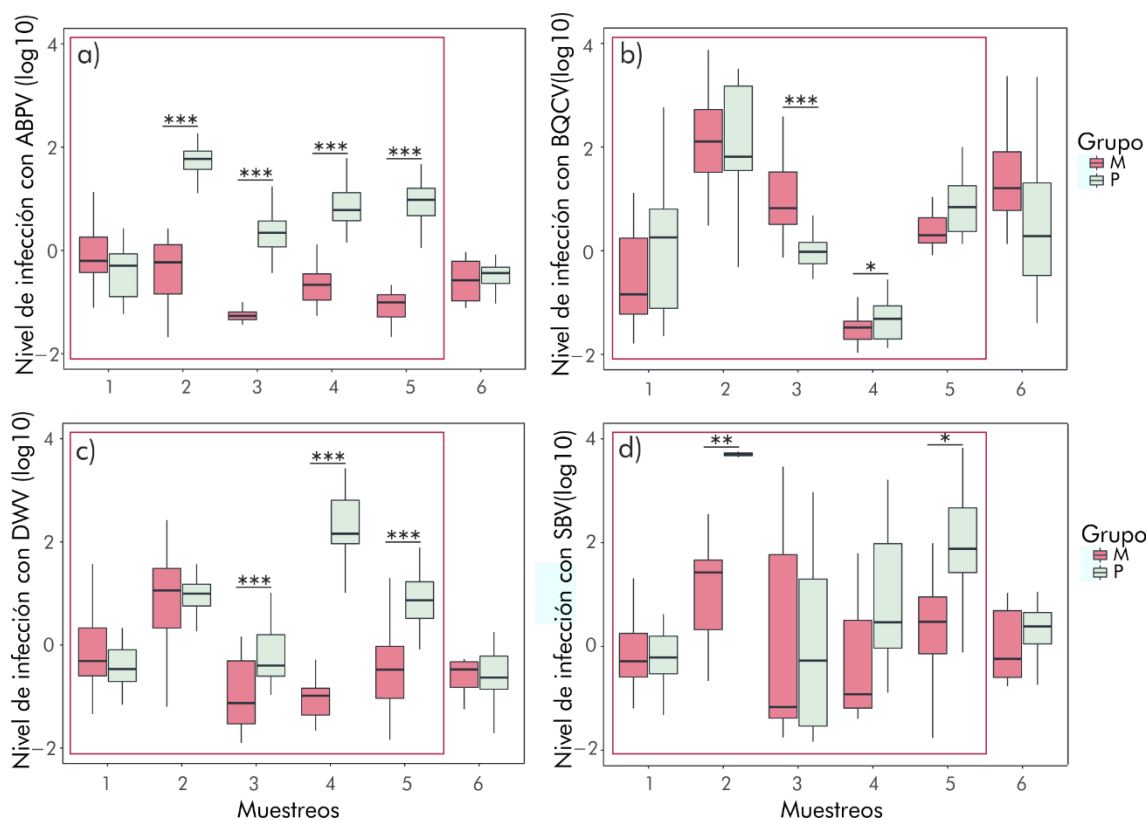 Nivel de infección con ABPV (log10)
a)
4
2
0
−2
***
***
***
***
1 2 3 4 5 6
Nivel de infección con BQCV(log10)
b)
4
2
0
−2
***
*
1 2 3 4 5 6
Grupo
M
P
Nivel de infección con DWV (log10)
c)
4
2
0
−2
***
***
***
1 2 3 4 5 6
Muestreos
Nivel de infección con SBV(log10)
d)
4
2
0
−2
**
*
1 2 3 4 5 6
Muestreos
Grupo
M
P